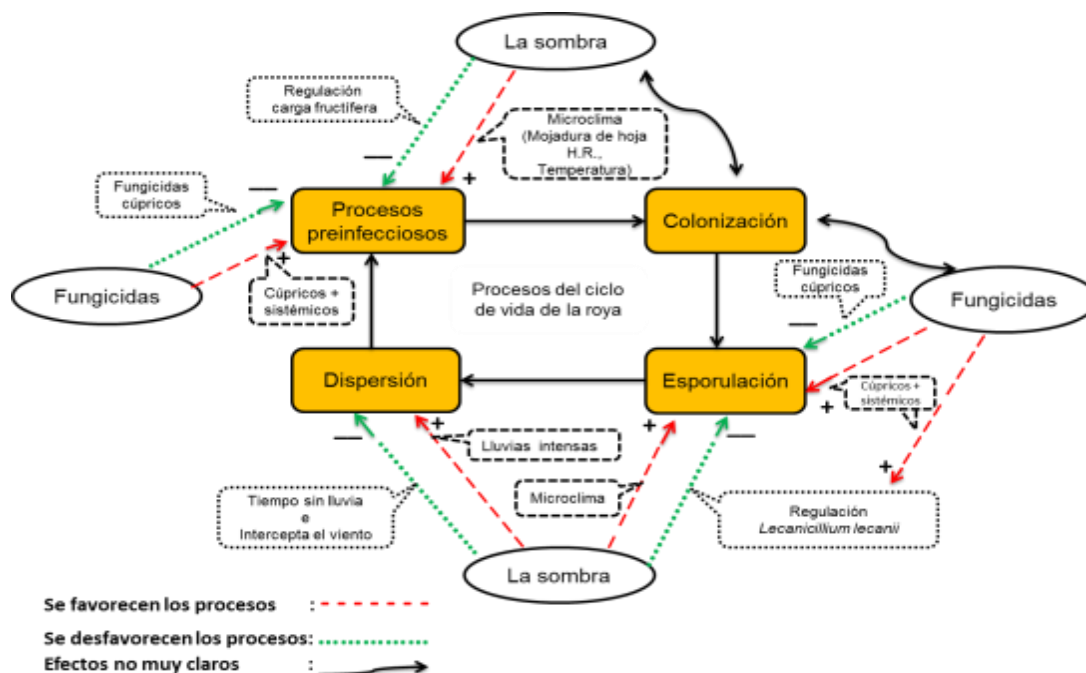 La sombra
Regulación
carga fructífera
Microclima
(Mojadura de hoja
H.R.,
Temperatura)
—
+
Fungicidas
cúpricos
—
Procesos
preinfecciosos
Colonización
+
Fungicidas
Cúpricos +
sistémicos
Procesos del ciclo
de vida de la roya
Fungicidas
cúpricos
Fungicidas
—
Dispersión
Esporulación
Cúpricos +
sistémicos
+
—
+
Lluvias intensas
+
—
+
Tiempo sin lluvia
e
Intercepta el viento
Microclima
Regulación
Lecanicillium lecanii
La sombra
Se favorecen los procesos :
Se desfavorecen los procesos:
Efectos no muy claros :